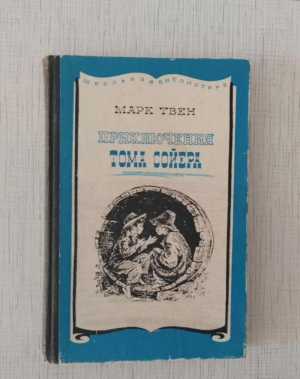 ШКОЛЬНАЯ БИБЛИОТЕКА
МАРК ТВЕН
ПРИКЛЮЧЕНИЯ
ТОМА СОЙЕРА